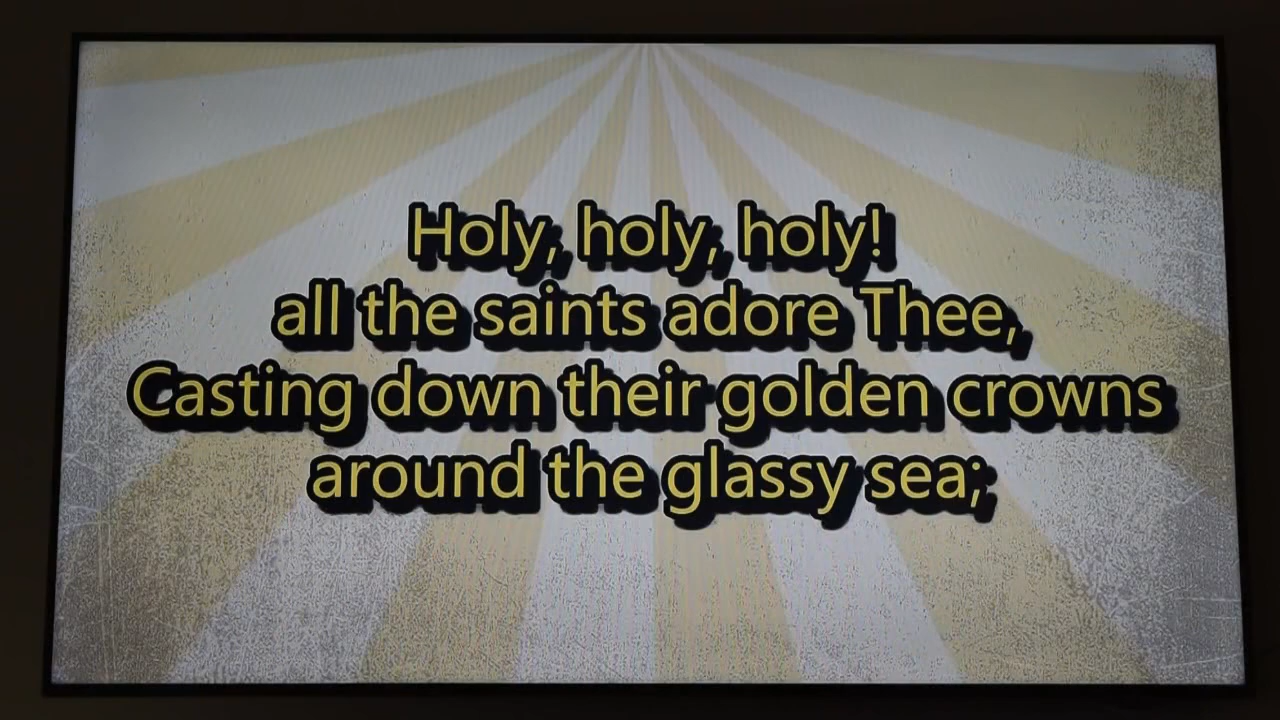 Holy, holy, holy!
all the saints adore Thee,
Casting down their golden crowns
around the glassy sea;